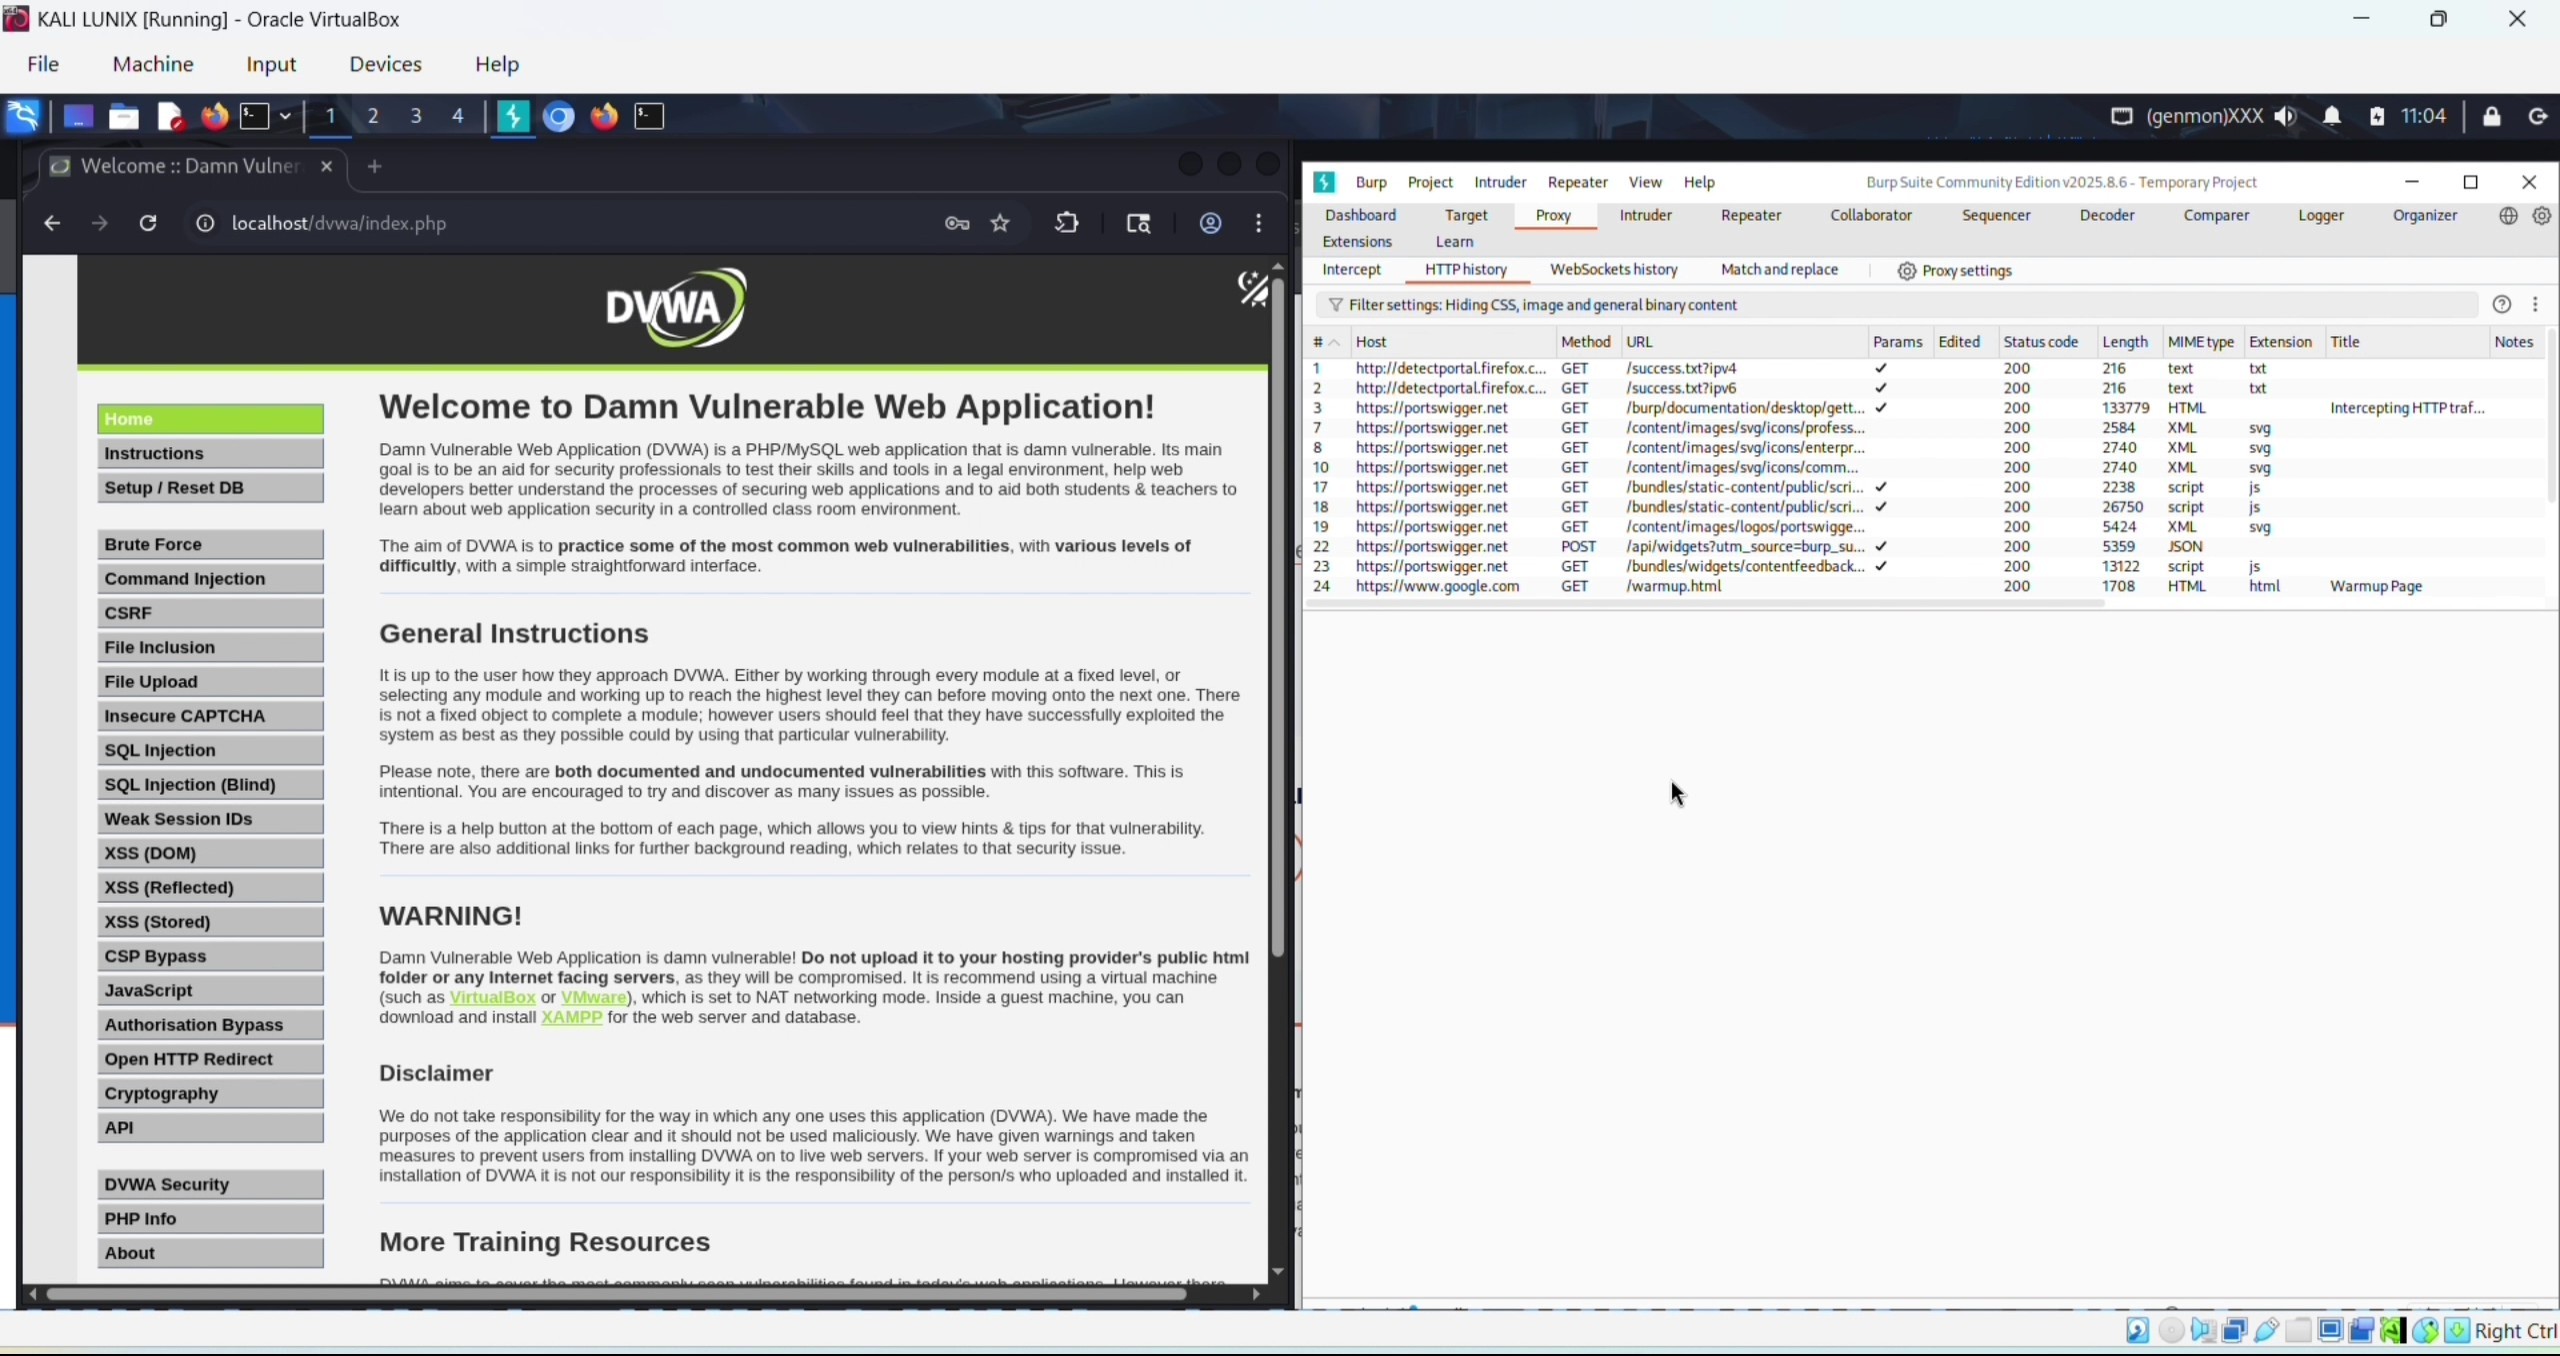 KALI LUNIX [Running] - Oracle VirtualBox
File Machine Input Devices Help
1 2 3 4 (genmon)XXX 11:04
Welcome :: Damn Vulner
localhost/dvwa/index.php
DVWA
Home
Instructions
Setup / Reset DB
Brute Force
Command Injection
CSRF
File Inclusion
File Upload
Insecure CAPTCHA
SQL Injection
SQL Injection (Blind)
Weak Session IDs
XSS (DOM)
XSS (Reflected)
XSS (Stored)
CSP Bypass
JavaScript
Authorisation Bypass
Open HTTP Redirect
Cryptography
API
DVWA Security
PHP Info
About
Welcome to Damn Vulnerable Web Application!
Damn Vulnerable Web Application (DVWA) is a PHP/MySQL web application that is damn vulnerable. Its main
goal is to be an aid for security professionals to test their skills and tools in a legal environment, help web
developers better understand the processes of securing web applications and to aid both students & teachers to
learn about web application security in a controlled class room environment.
The aim of DVWA is to practice some of the most common web vulnerabilities, with various levels of
difficultly, with a simple straightforward interface.
General Instructions
It is up to the user how they approach DVWA. Either by working through every module at a fixed level, or
selecting any module and working up to reach the highest level they can before moving onto the next one. There
is not a fixed object to complete a module; however users should feel that they have successfully exploited the
system as best as they possible could by using that particular vulnerability.
Please note, there are both documented and undocumented vulnerabilities with this software. This is
intentional. You are encouraged to try and discover as many issues as possible.
There is a help button at the bottom of each page, which allows you to view hints & tips for that vulnerability.
There are also additional links for further background reading, which relates to that security issue.
WARNING!
Damn Vulnerable Web Application is damn vulnerable! Do not upload it to your hosting provider's public html
folder or any Internet facing servers, as they will be compromised. It is recommend using a virtual machine
(such as VirtualBox or VMware), which is set to NAT networking mode. Inside a guest machine, you can
download and install XAMPP for the web server and database.
Disclaimer
We do not take responsibility for the way in which any one uses this application (DVWA). We have made the
purposes of the application clear and it should not be used maliciously. We have given warnings and taken
measures to prevent users from installing DVWA on to live web servers. If your web server is compromised via an
installation of DVWA it is not our responsibility it is the responsibility of the person/s who uploaded and installed it.
More Training Resources
DVWA aims to cover the most commonly seen vulnerabilities found in today's web applications. However there
Burp Project Intruder Repeater View Help Burp Suite Community Edition v2025.8.6 - Temporary Project
Dashboard Target Proxy Intruder Repeater Collaborator Sequencer Decoder Comparer Logger Organizer
Extensions Learn
Intercept HTTP history WebSockets history Match and replace Proxy settings
Filter settings: Hiding CSS, image and general binary content
# Host Method URL Params Edited Status code Length MIME type Extension Title Notes
1 http://detectportal.firefox.c... GET /success.txt?ipv4 ✓ 200 216 text txt
2 http://detectportal.firefox.c... GET /success.txt?ipv6 ✓ 200 216 text txt
3 https://portswigger.net GET /burp/documentation/desktop/gett... ✓ 200 133779 HTML Intercepting HTTP traf...
7 https://portswigger.net GET /content/images/svg/icons/profess... 200 2584 XML svg
8 https://portswigger.net GET /content/images/svg/icons/enterpr... 200 2740 XML svg
10 https://portswigger.net GET /content/images/svg/icons/comm... 200 2740 XML svg
17 https://portswigger.net GET /bundles/static-content/public/scri... ✓ 200 2238 script js
18 https://portswigger.net GET /bundles/static-content/public/scri... ✓ 200 26750 script js
19 https://portswigger.net GET /content/images/logos/portswigge... 200 5424 XML svg
22 https://portswigger.net POST /api/widgets?utm_source=burp_su... ✓ 200 5359 JSON
23 https://portswigger.net GET /bundles/widgets/contentfeedback... ✓ 200 13122 script js
24 https://www.google.com GET /warmup.html 200 1708 HTML html Warmup Page
Right Ctrl